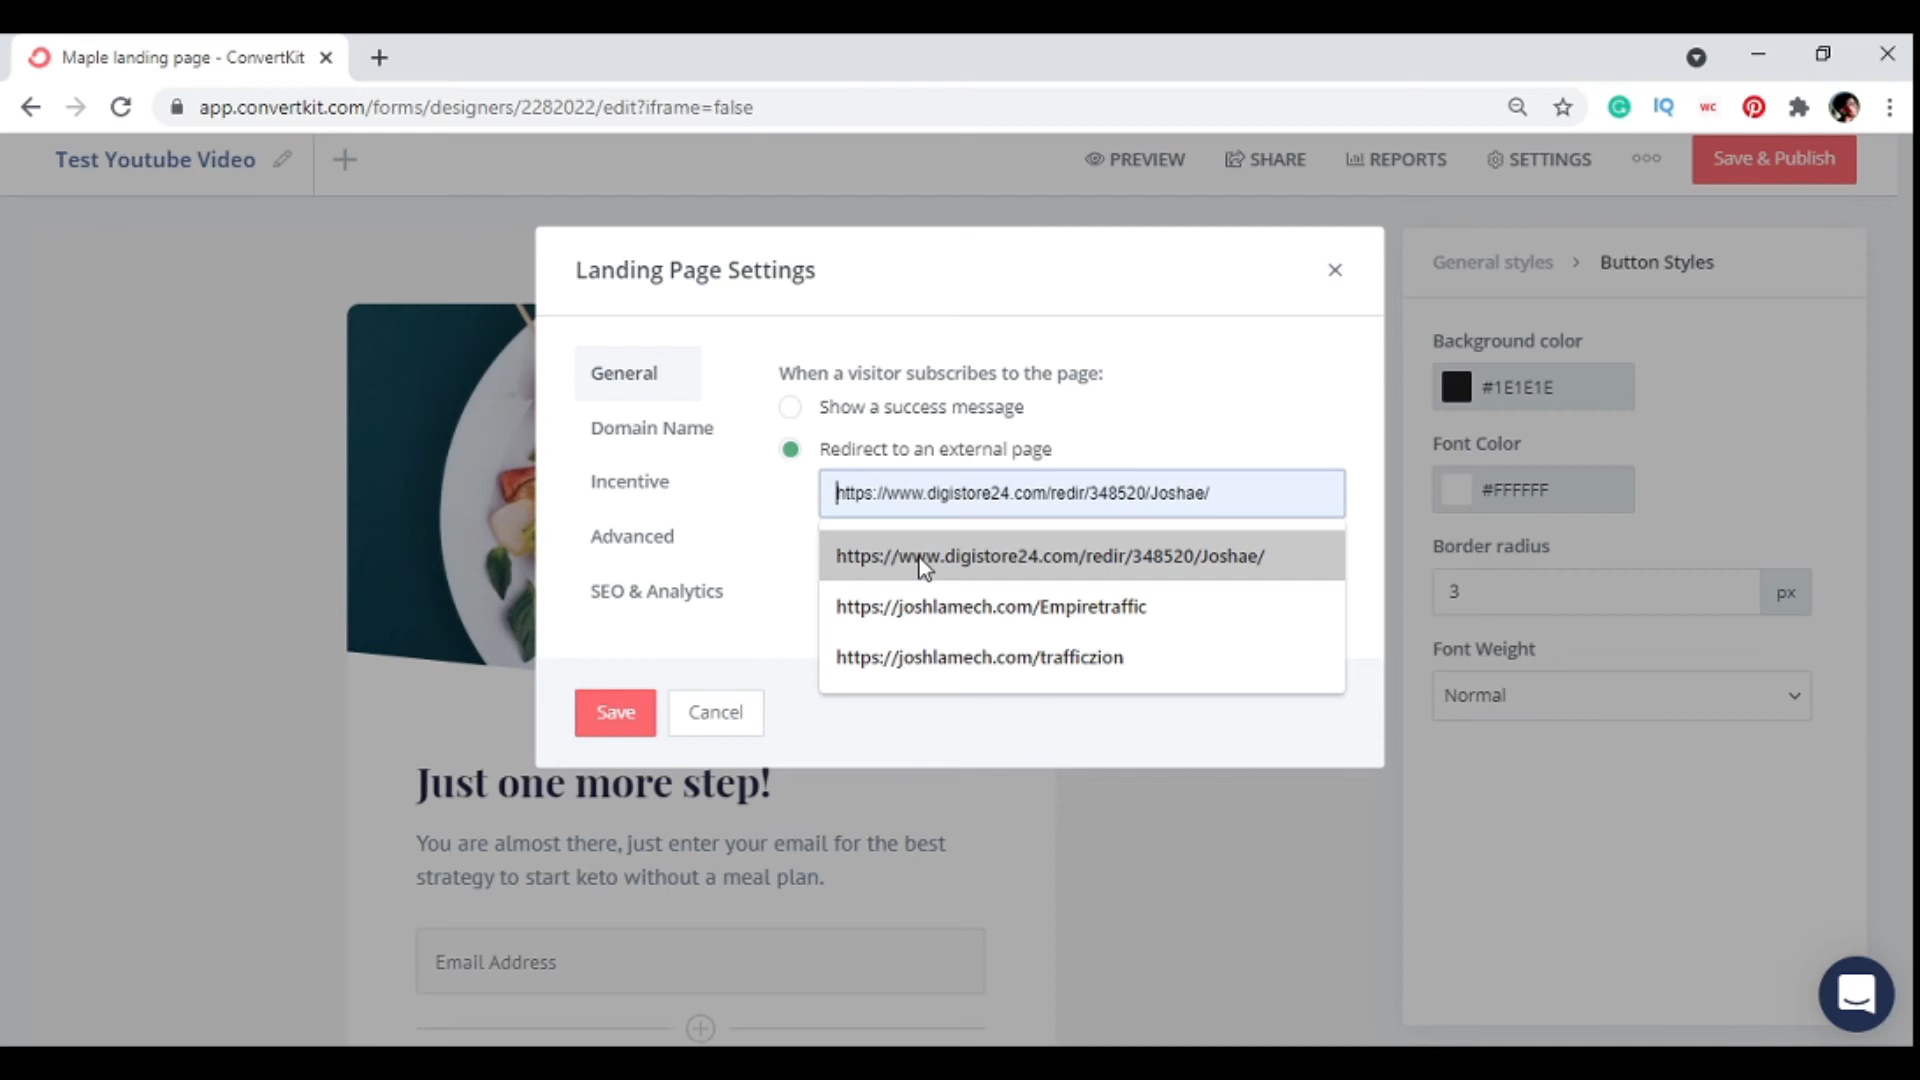 Maple landing page - ConvertKit
app.convertkit.com/forms/designers/2282022/edit?iframe=false
IQ
wc
Test Youtube Video
PREVIEW
SHARE
REPORTS
SETTINGS
Save & Publish
Landing Page Settings
General styles > Button Styles
General
Domain Name
Incentive
Advanced
SEO & Analytics
When a visitor subscribes to the page:
Show a success message
Redirect to an external page
https://www.digistore24.com/redir/348520/Joshae/
https://www.digistore24.com/redir/348520/Joshae/
https://joshlamech.com/Empiretraffic
https://joshlamech.com/trafficzion
Save
Cancel
Background color
#1E1E1E
Font Color
#FFFFFF
Border radius
3
px
Font Weight
Normal
Just one more step!
You are almost there, just enter your email for the best
strategy to start keto without a meal plan.
Email Address